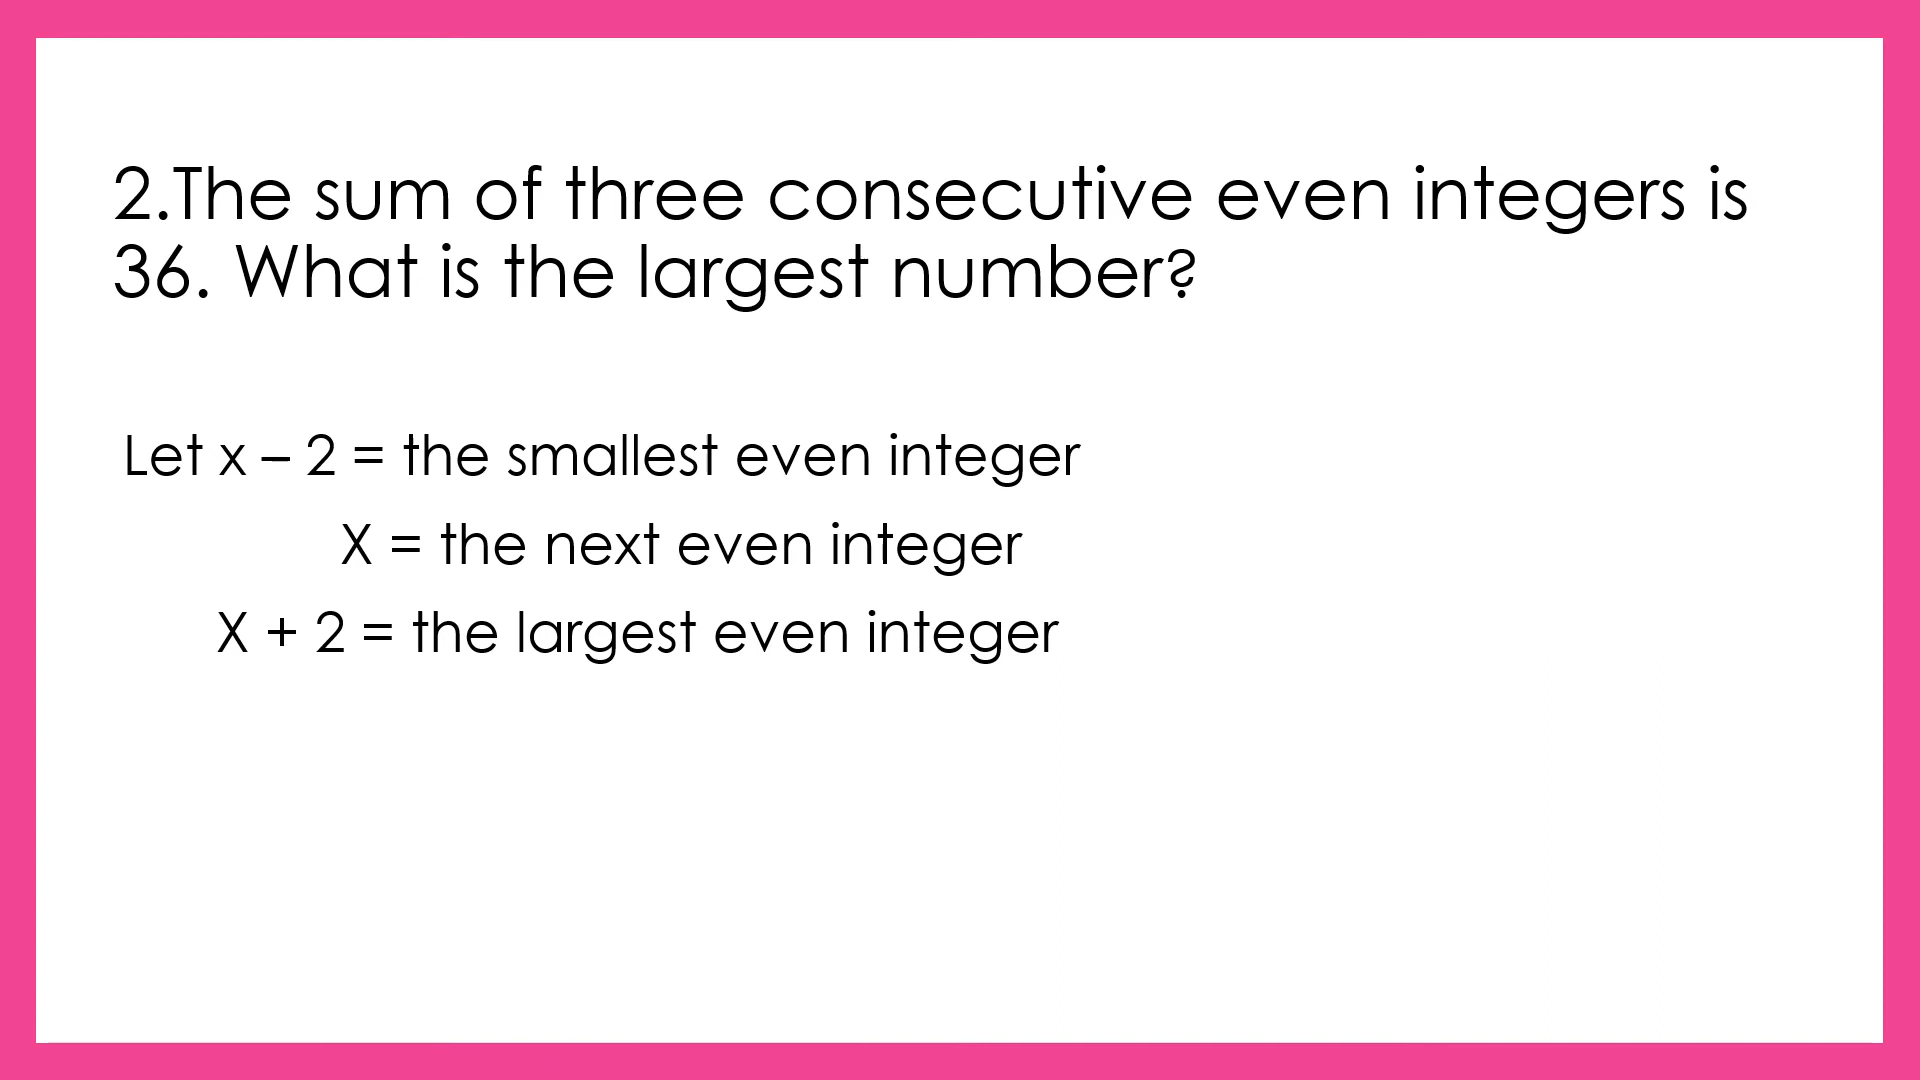 2.The sum of three consecutive even integers is
36. What is the largest number?
Let x – 2 = the smallest even integer
X = the next even integer
X + 2 = the largest even integer